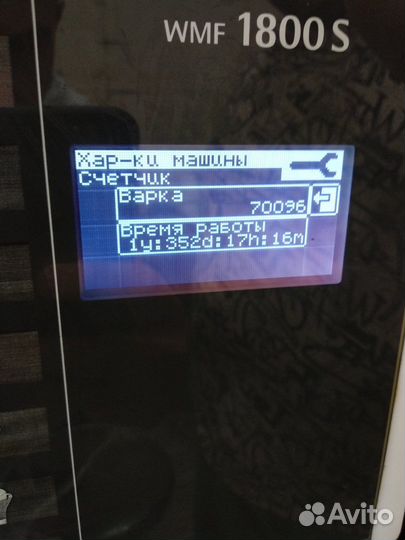 WMF 1800 S
Хар-ки машины
Счетчик
Варка
70096
Время работы
1y:352d:17h:16m
Avito